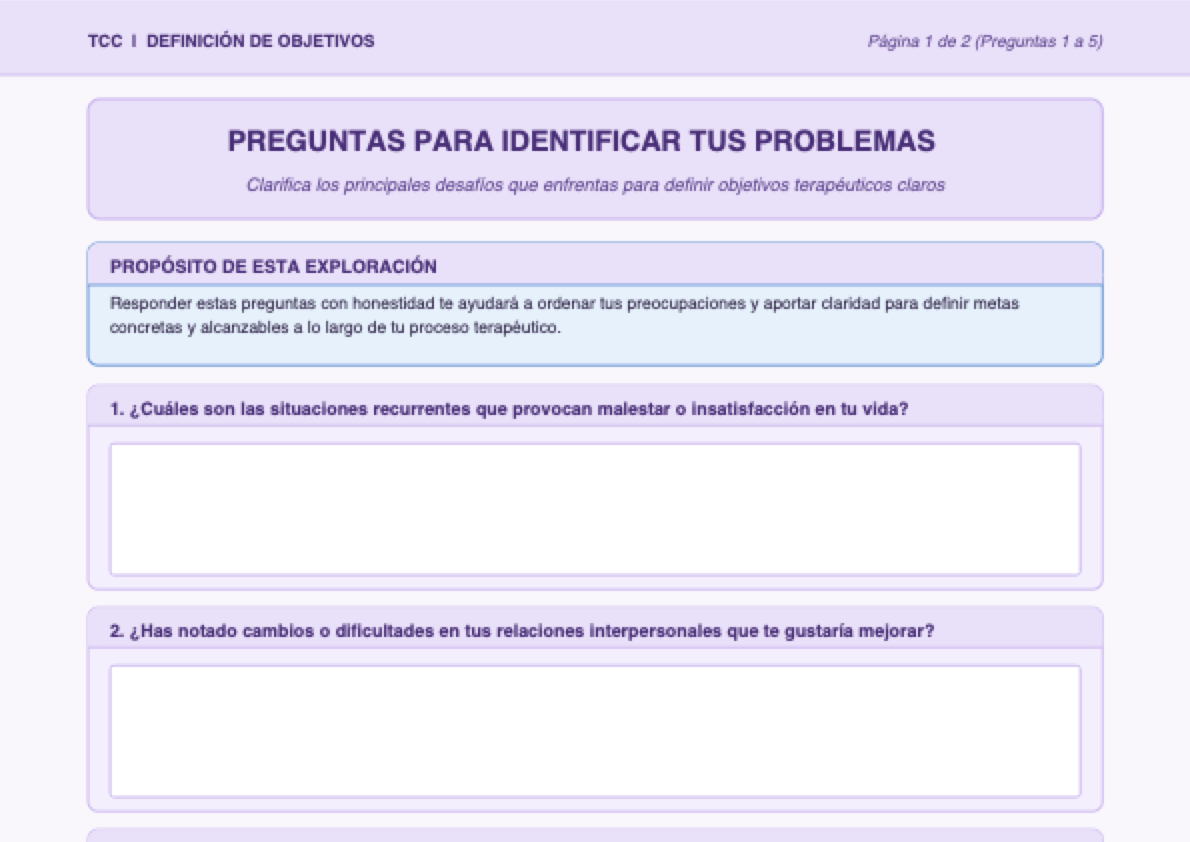 TCC | DEFINICIÓN DE OBJETIVOS
Página 1 de 2 (Preguntas 1 a 5)
PREGUNTAS PARA IDENTIFICAR TUS PROBLEMAS
Clarifica los principales desafíos que enfrentas para definir objetivos terapéuticos claros
PROPÓSITO DE ESTA EXPLORACIÓN
Responder estas preguntas con honestidad te ayudará a ordenar tus preocupaciones y aportar claridad para definir metas
concretas y alcanzables a lo largo de tu proceso terapéutico.
1. ¿Cuáles son las situaciones recurrentes que provocan malestar o insatisfacción en tu vida?
2. ¿Has notado cambios o dificultades en tus relaciones interpersonales que te gustaría mejorar?